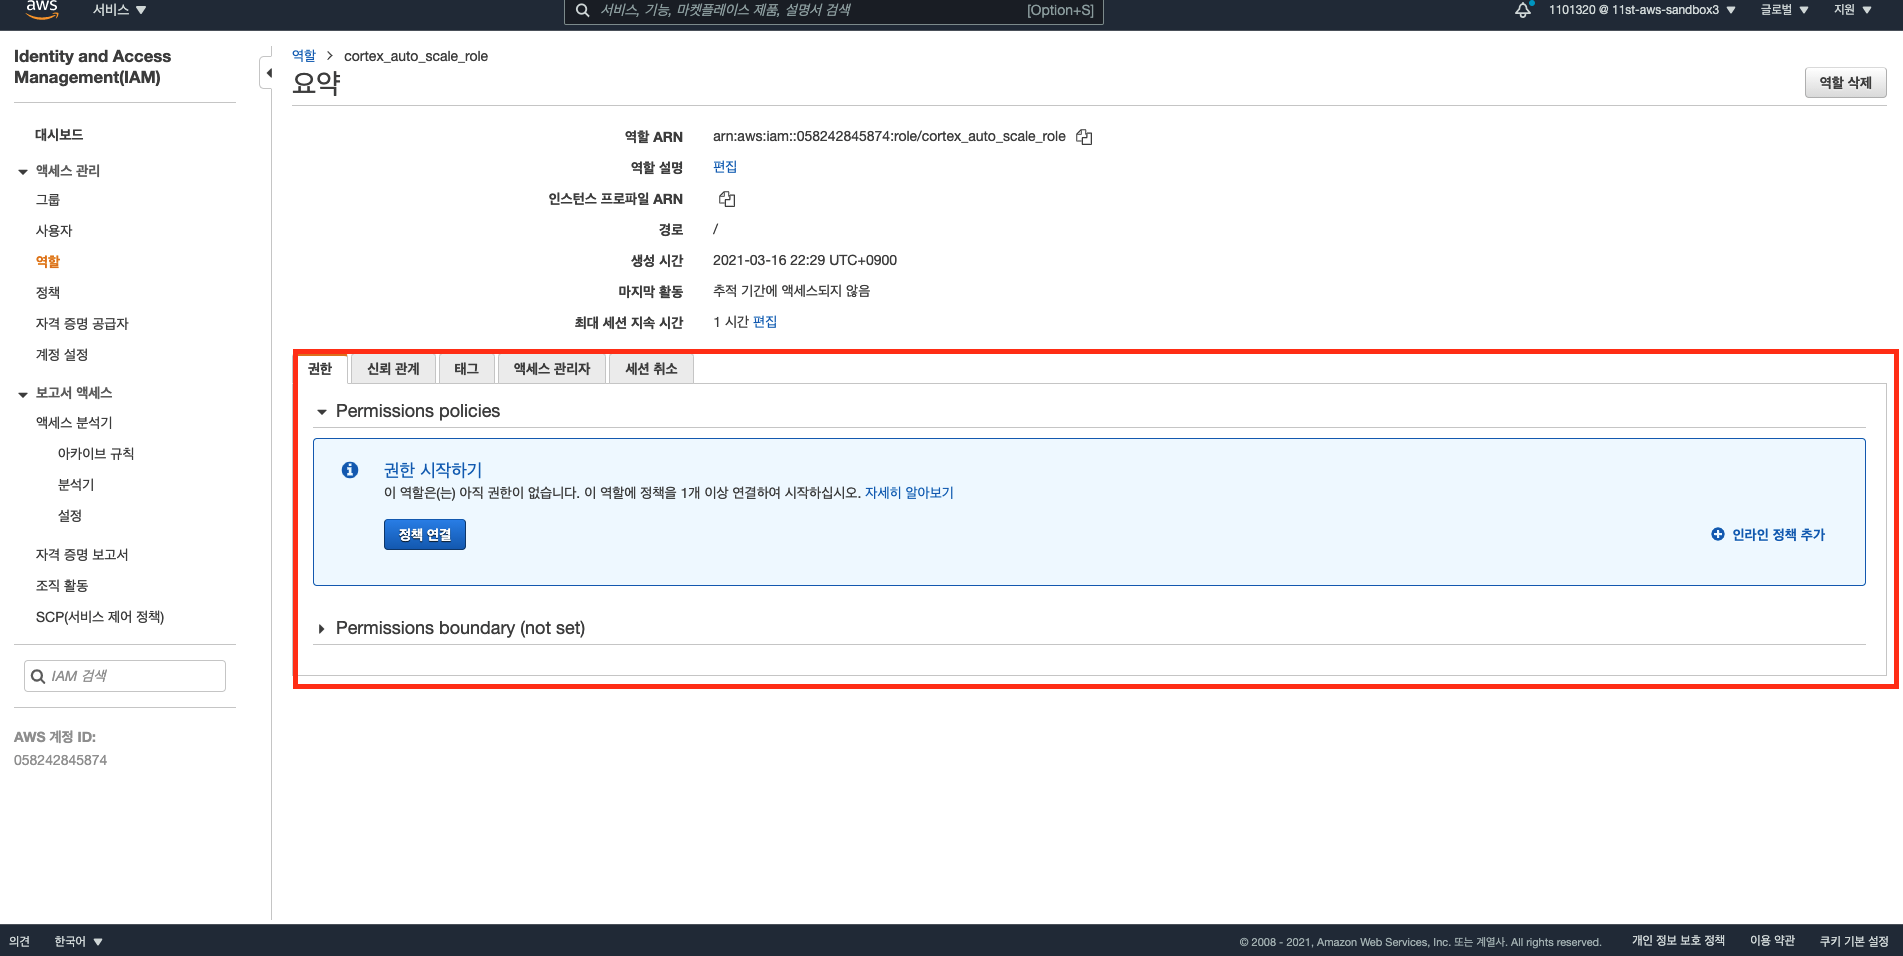 aws
서비스
서비스, 기능, 마켓플레이스 제품, 설명서 검색
[Option+S]
1101320 @ 11st-aws-sandbox3
글로벌
지원
Identity and Access
Management(IAM)
대시보드
액세스 관리
그룹
사용자
역할
정책
자격 증명 공급자
계정 설정
보고서 액세스
액세스 분석기
아카이브 규칙
분석기
설정
자격 증명 보고서
조직 활동
SCP(서비스 제어 정책)
IAM 검색
AWS 계정 ID:
058242845874
역할 > cortex_auto_scale_role
요약
역할 삭제
역할 ARN arn:aws:iam::058242845874:role/cortex_auto_scale_role
역할 설명 편집
인스턴스 프로파일 ARN
경로 /
생성 시간 2021-03-16 22:29 UTC+0900
마지막 활동 추적 기간에 액세스되지 않음
최대 세션 지속 시간 1 시간 편집
권한 신뢰 관계 태그 액세스 관리자 세션 취소
Permissions policies
권한 시작하기
이 역할은(는) 아직 권한이 없습니다. 이 역할에 정책을 1개 이상 연결하여 시작하십시오. 자세히 알아보기
정책 연결
인라인 정책 추가
Permissions boundary (not set)
의견 한국어
© 2008 - 2021, Amazon Web Services, Inc. 또는 계열사. All rights reserved. 개인 정보 보호 정책 이용 약관 쿠키 기본 설정